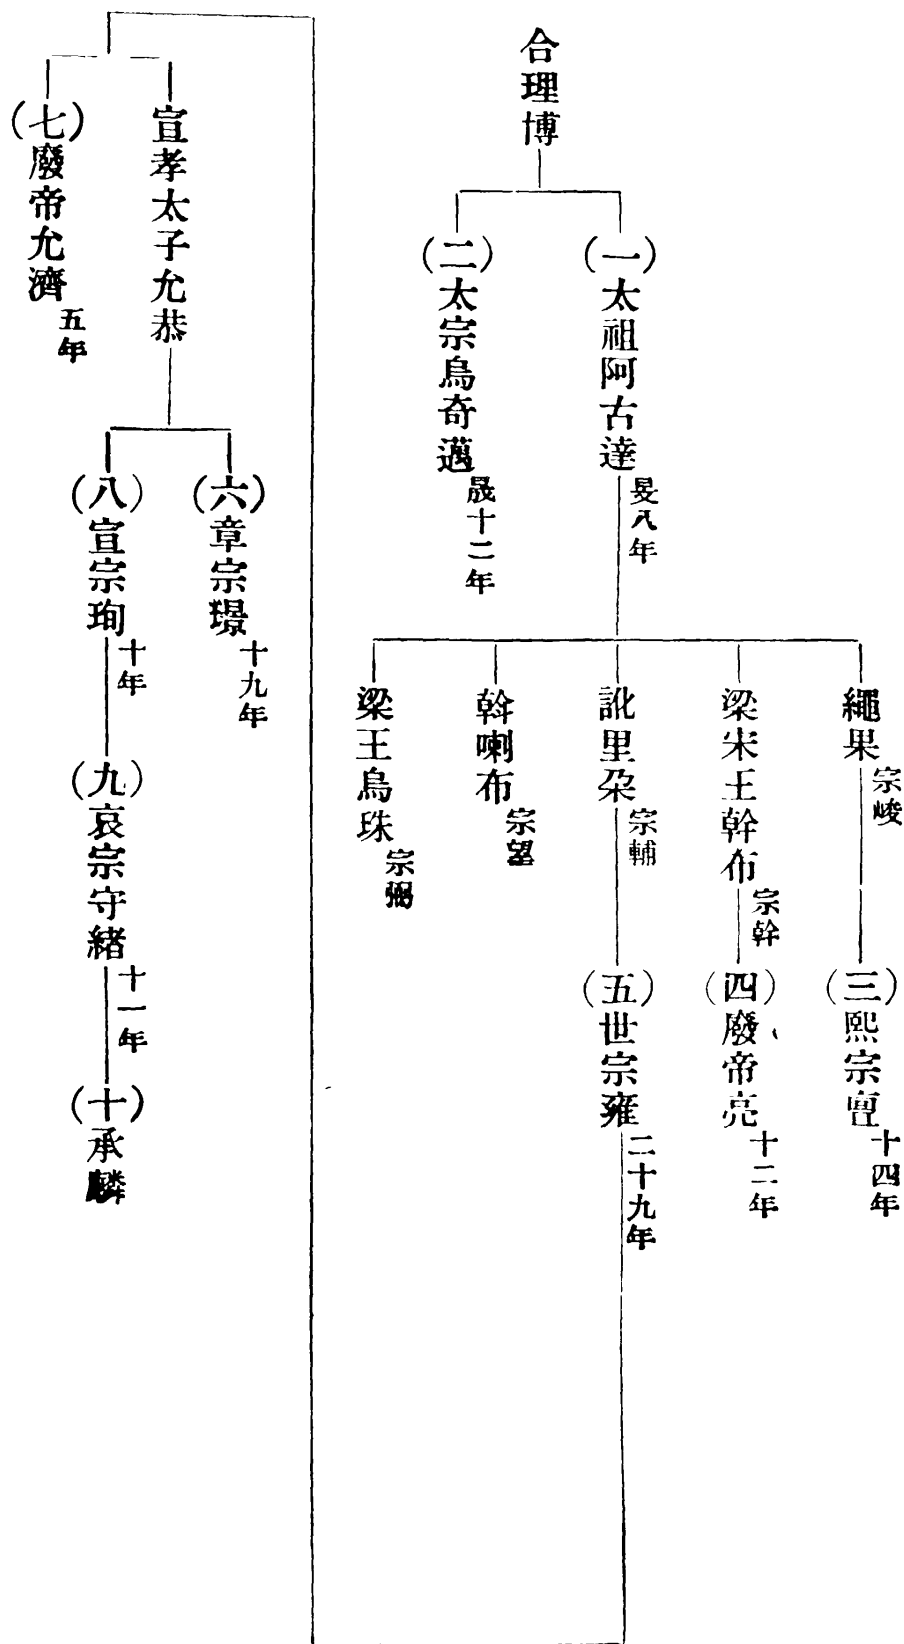 合理博
(一)太祖阿古達
旻八年
(二)太宗烏奇邁
晟十二年
繩果
宗峻
(三)熙宗亶
十四年
梁宋王幹布
宗幹
(四)廢帝亮
十二年
訛里朶
宗輔
(五)世宗雍
二十九年
斡喇布
宗望
梁王烏珠
宗弼
宣孝太子允恭
(六)章宗璟
十九年
(八)宣宗珣
十年
(九)哀宗守緒
十一年
(十)承麟
(七)廢帝允濟
五年